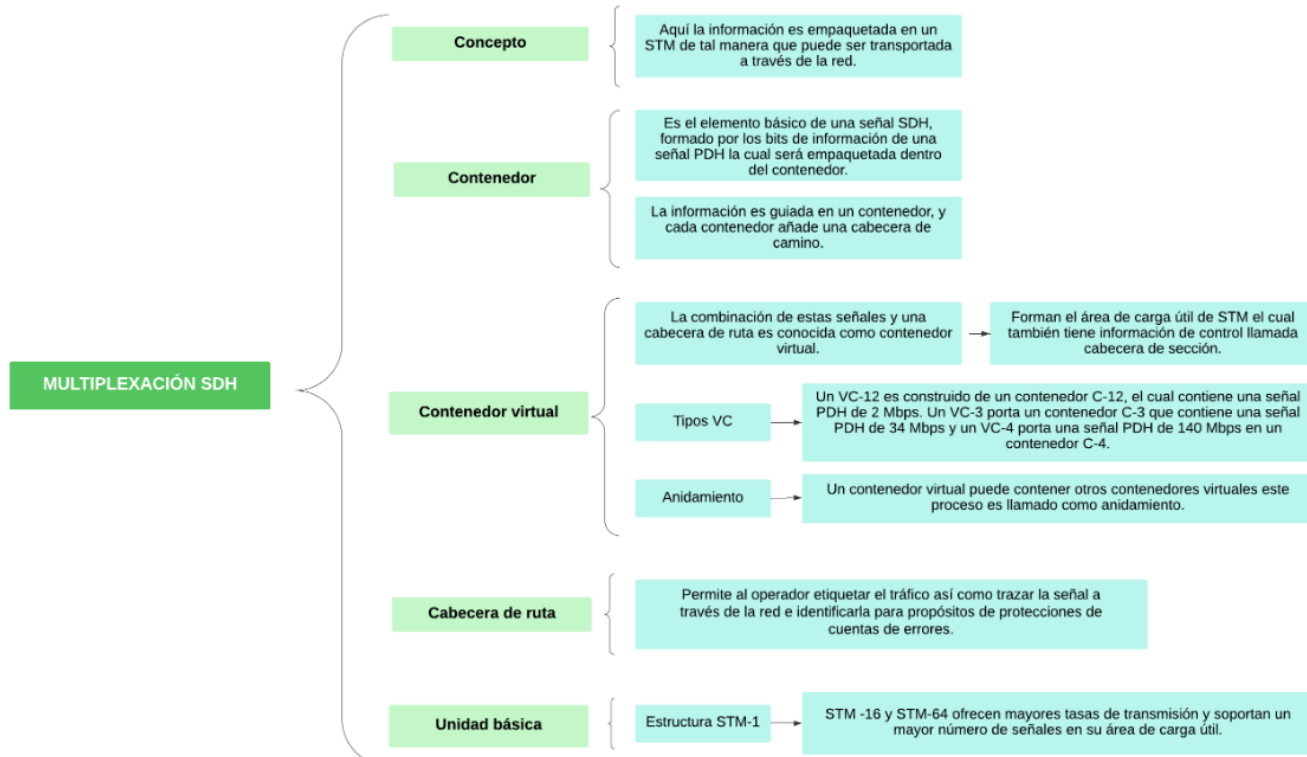 MULTIPLEXACIÓN SDH
Concepto
Aquí la información es empaquetada en un
STM de tal manera que puede ser transportada
a través de la red.
Contenedor
Es el elemento básico de una señal SDH,
formado por los bits de información de una
señal PDH la cual será empaquetada dentro
del contenedor.
La información es guiada en un contenedor, y
cada contenedor añade una cabecera de
camino.
Contenedor virtual
La combinación de estas señales y una
cabecera de ruta es conocida como contenedor
virtual.
Forman el área de carga útil de STM el cual
también tiene información de control llamada
cabecera de sección.
Tipos VC
Un VC-12 es construido de un contenedor C-12, el cual contiene una señal
PDH de 2 Mbps. Un VC-3 porta un contenedor C-3 que contiene una señal
PDH de 34 Mbps y un VC-4 porta una señal PDH de 140 Mbps en un
contenedor C-4.
Anidamiento
Un contenedor virtual puede contener otros contenedores virtuales este
proceso es llamado como anidamiento.
Cabecera de ruta
Permite al operador etiquetar el tráfico así como trazar la señal a
través de la red e identificarla para propósitos de protecciones de
cuentas de errores.
Unidad básica
Estructura STM-1
STM -16 y STM-64 ofrecen mayores tasas de transmisión y soportan un
mayor número de señales en su área de carga útil.